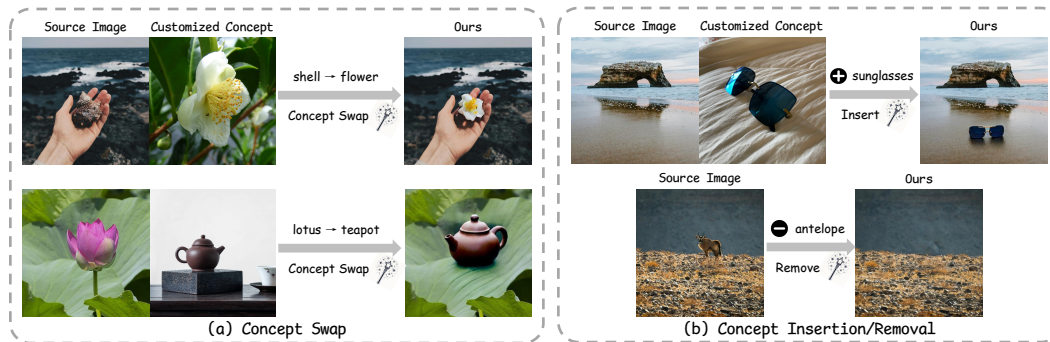 Source Image
Customized Concept
Ours
shell → flower
Concept Swap
lotus → teapot
Concept Swap
(a) Concept Swap
Source Image
Customized Concept
Ours
+ sunglasses
Insert
Source Image
Ours
− antelope
Remove
(b) Concept Insertion/Removal